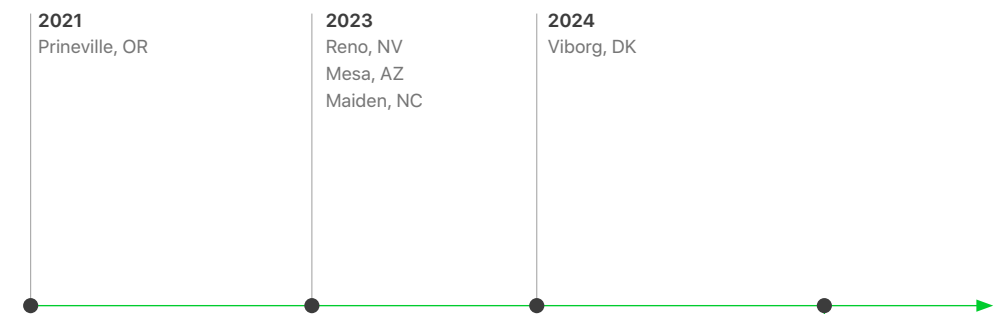 2021
Prineville, OR
2023
Reno, NV
Mesa, AZ
Maiden, NC
2024
Viborg, DK